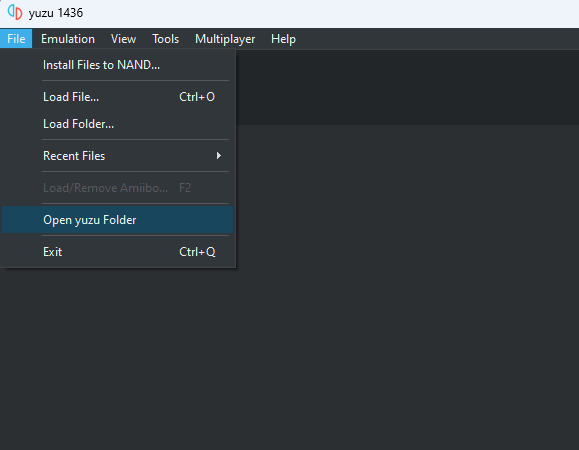 yuzu 1436
File Emulation View Tools Multiplayer Help
Install Files to NAND...
Load File... Ctrl+O
Load Folder...
Recent Files
Load/Remove Amiibo... F2
Open yuzu Folder
Exit Ctrl+Q